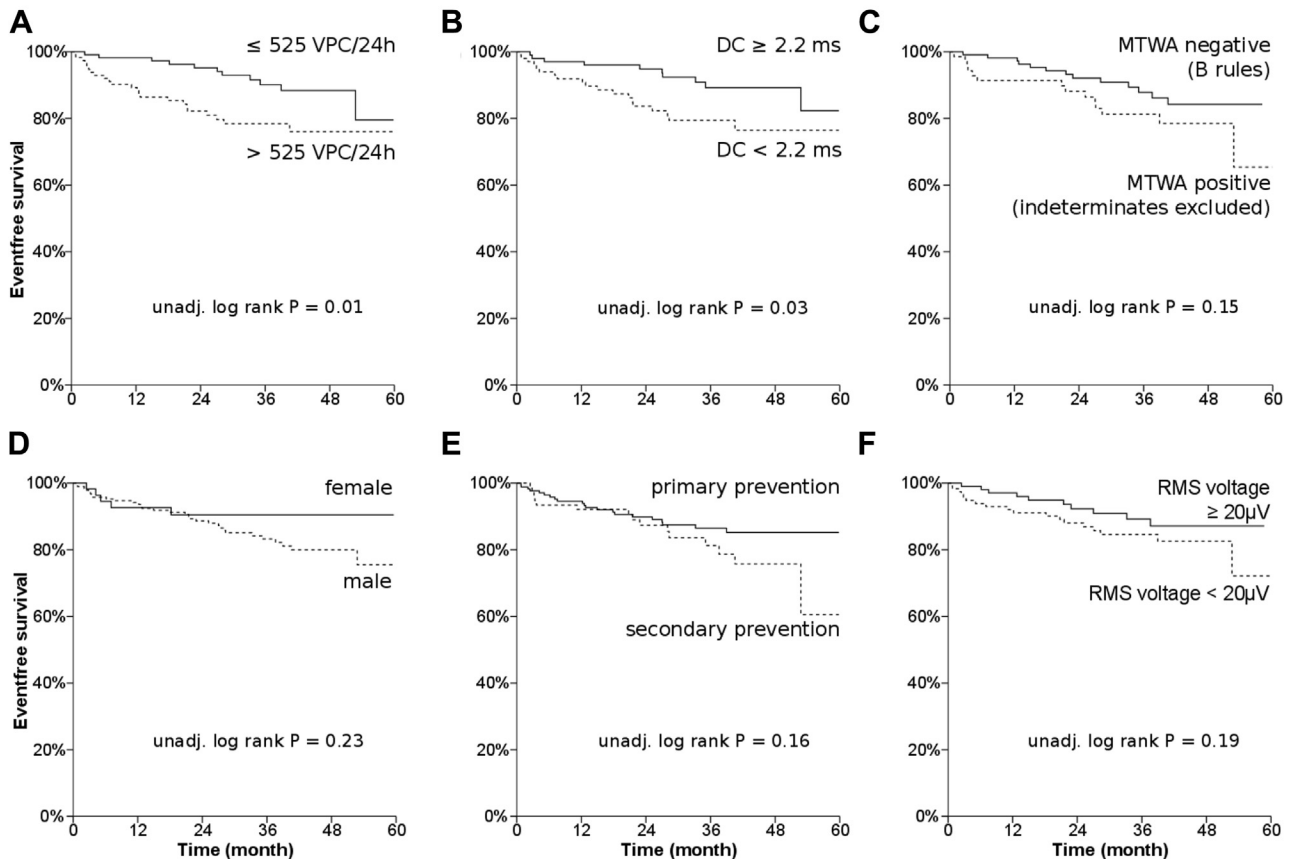 A
≤ 525 VPC/24h
> 525 VPC/24h
unadj. log rank P = 0.01
Eventfree survival
100%
80%
60%
40%
20%
0%
0 12 24 36 48 60
B
DC ≥ 2.2 ms
DC < 2.2 ms
unadj. log rank P = 0.03
100%
80%
60%
40%
20%
0%
0 12 24 36 48 60
C
MTWA negative
(B rules)
MTWA positive
(indeterminates excluded)
unadj. log rank P = 0.15
100%
80%
60%
40%
20%
0%
0 12 24 36 48 60
D
female
male
unadj. log rank P = 0.23
Eventfree survival
100%
80%
60%
40%
20%
0%
0 12 24 36 48 60
Time (month)
E
primary prevention
secondary prevention
unadj. log rank P = 0.16
100%
80%
60%
40%
20%
0%
0 12 24 36 48 60
Time (month)
F
RMS voltage
≥ 20µV
RMS voltage < 20µV
unadj. log rank P = 0.19
100%
80%
60%
40%
20%
0%
0 12 24 36 48 60
Time (month)